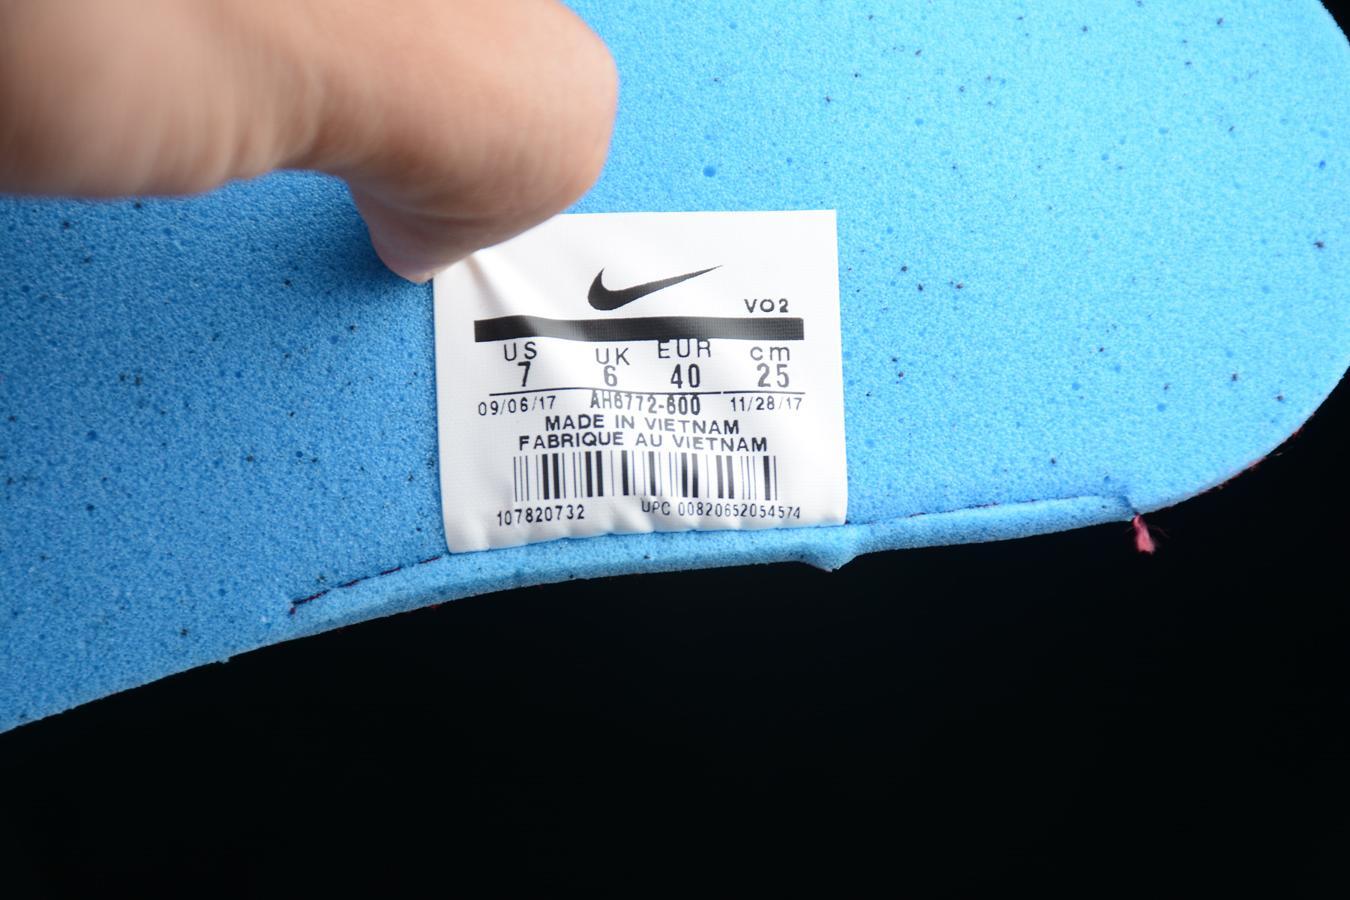 VO2
US UK EUR cm
7 6 40 25
09/06/17 AH6772-600 11/28/17
MADE IN VIETNAM
FABRIQUE AU VIETNAM
107820732 UPC 00820652054574